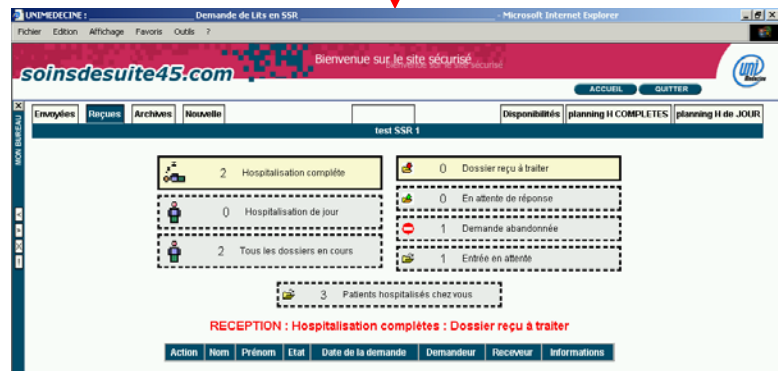 UNIMEDECINE : Demande de Lits en SSR - Microsoft Internet Explorer
Fichier Edition Affichage Favoris Outils ?
Bienvenue sur le site sécurisé
soinsdesuite45.com
uni Médecine
ACCUEIL QUITTER
MON BUREAU
Envoyées Reçues Archives Nouvelle Disponibilités planning H COMPLETES planning H de JOUR
test SSR 1
2 Hospitalisation complète 0 Dossier reçu à traiter
0 Hospitalisation de jour 0 En attente de réponse
2 Tous les dossiers en cours 1 Demande abandonnée
1 Entrée en attente
3 Patients hospitalisés chez vous
RECEPTION : Hospitalisation complètes : Dossier reçu à traiter
Action Nom Prénom Etat Date de la demande Demandeur Receveur Informations